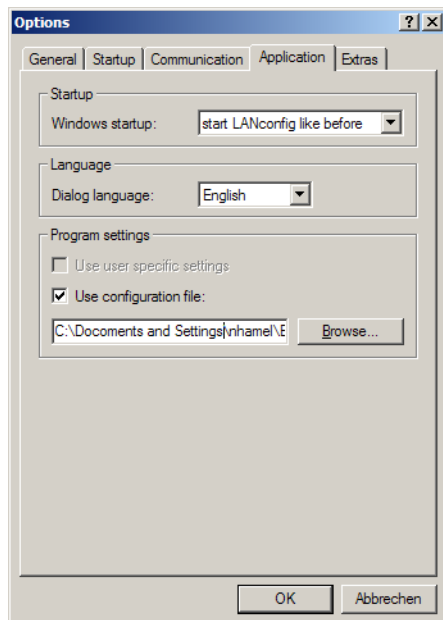 Options
General Startup Communication Application Extras
Startup
Windows startup: start LANconfig like before
Language
Dialog language: English
Program settings
Use user specific settings
Use configuration file:
C:\Docoments and Settings\nhamel\E Browse...
OK Abbrechen